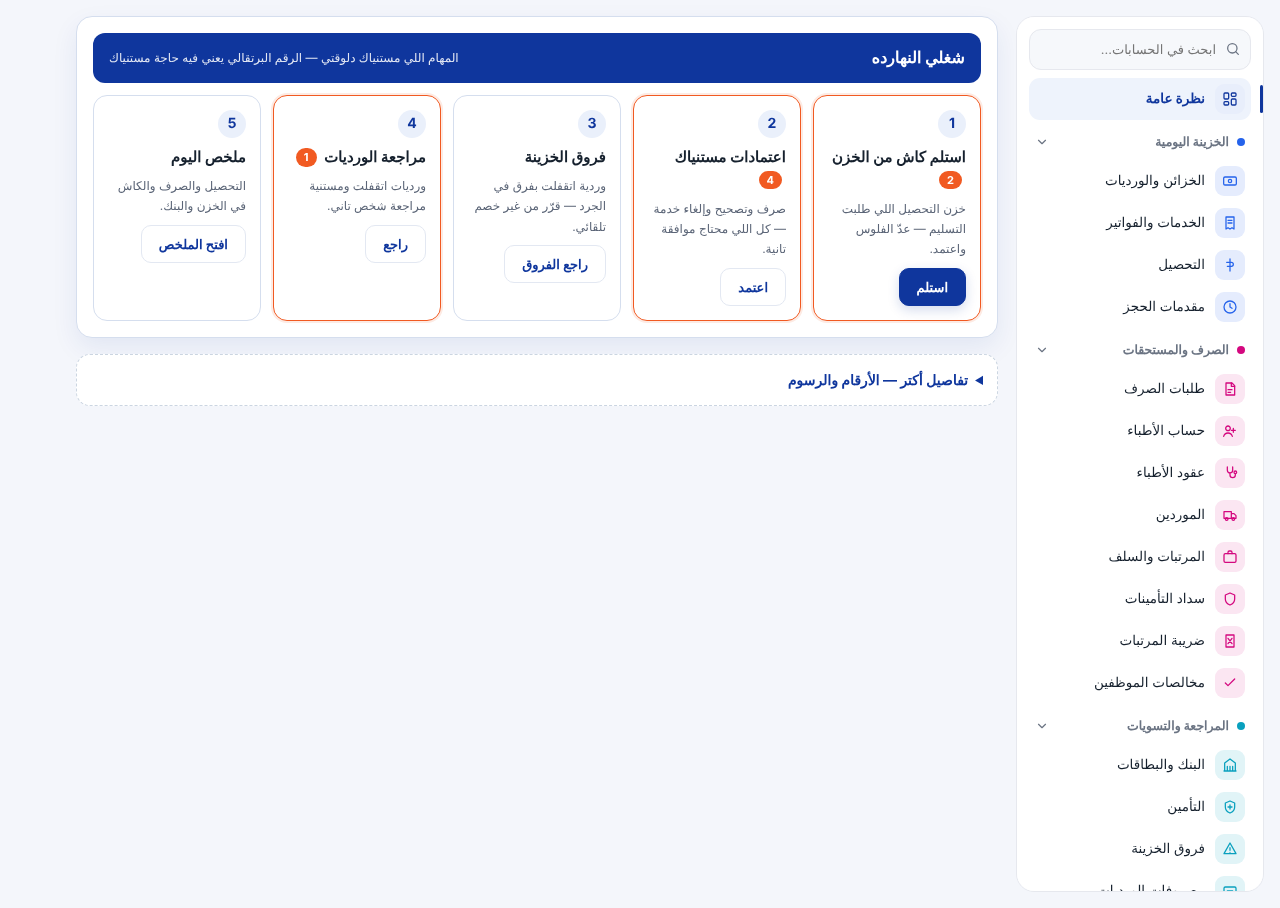 ابحث في الحسابات...
نظرة عامة
الخزينة اليومية
الخزائن والورديات
الخدمات والفواتير
التحصيل
مقدمات الحجز
الصرف والمستحقات
طلبات الصرف
حساب الأطباء
عقود الأطباء
الموردين
المرتبات والسلف
سداد التأمينات
ضريبة المرتبات
مخالصات الموظفين
المراجعة والتسويات
البنك والبطاقات
التأمين
فروق الخزينة
شغلي النهارده
المهام اللي مستنياك دلوقتي — الرقم البرتقالي يعني فيه حاجة مستنياك
1
استلم كاش من الخزن
2
خزن التحصيل اللي طلبت
التسليم — عدّ الفلوس
واعتمد.
استلم
2
اعتمادات مستنياك
4
صرف وتصحيح وإلغاء خدمة
— كل اللي محتاج موافقة
تانية.
اعتمد
3
فروق الخزينة
وردية اتقفلت بفرق في
الجرد — قرّر من غير خصم
تلقائي.
راجع الفروق
4
مراجعة الورديات 1
ورديات اتقفلت ومستنية
مراجعة شخص تاني.
راجع
5
ملخص اليوم
التحصيل والصرف والكاش
في الخزن والبنك.
افتح الملخص
تفاصيل أكتر — الأرقام والرسوم